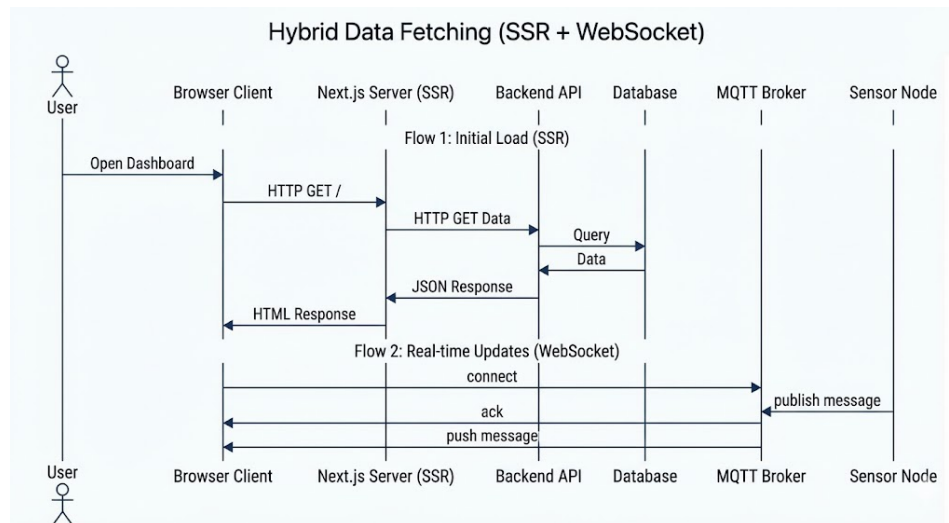 Hybrid Data Fetching (SSR + WebSocket)
User
Browser Client
Next.js Server (SSR)
Backend API
Database
MQTT Broker
Sensor Node
Flow 1: Initial Load (SSR)
Open Dashboard
HTTP GET /
HTTP GET Data
Query
Data
JSON Response
HTML Response
Flow 2: Real-time Updates (WebSocket)
connect
publish message
ack
push message
User
Browser Client
Next.js Server (SSR)
Backend API
Database
MQTT Broker
Sensor Node